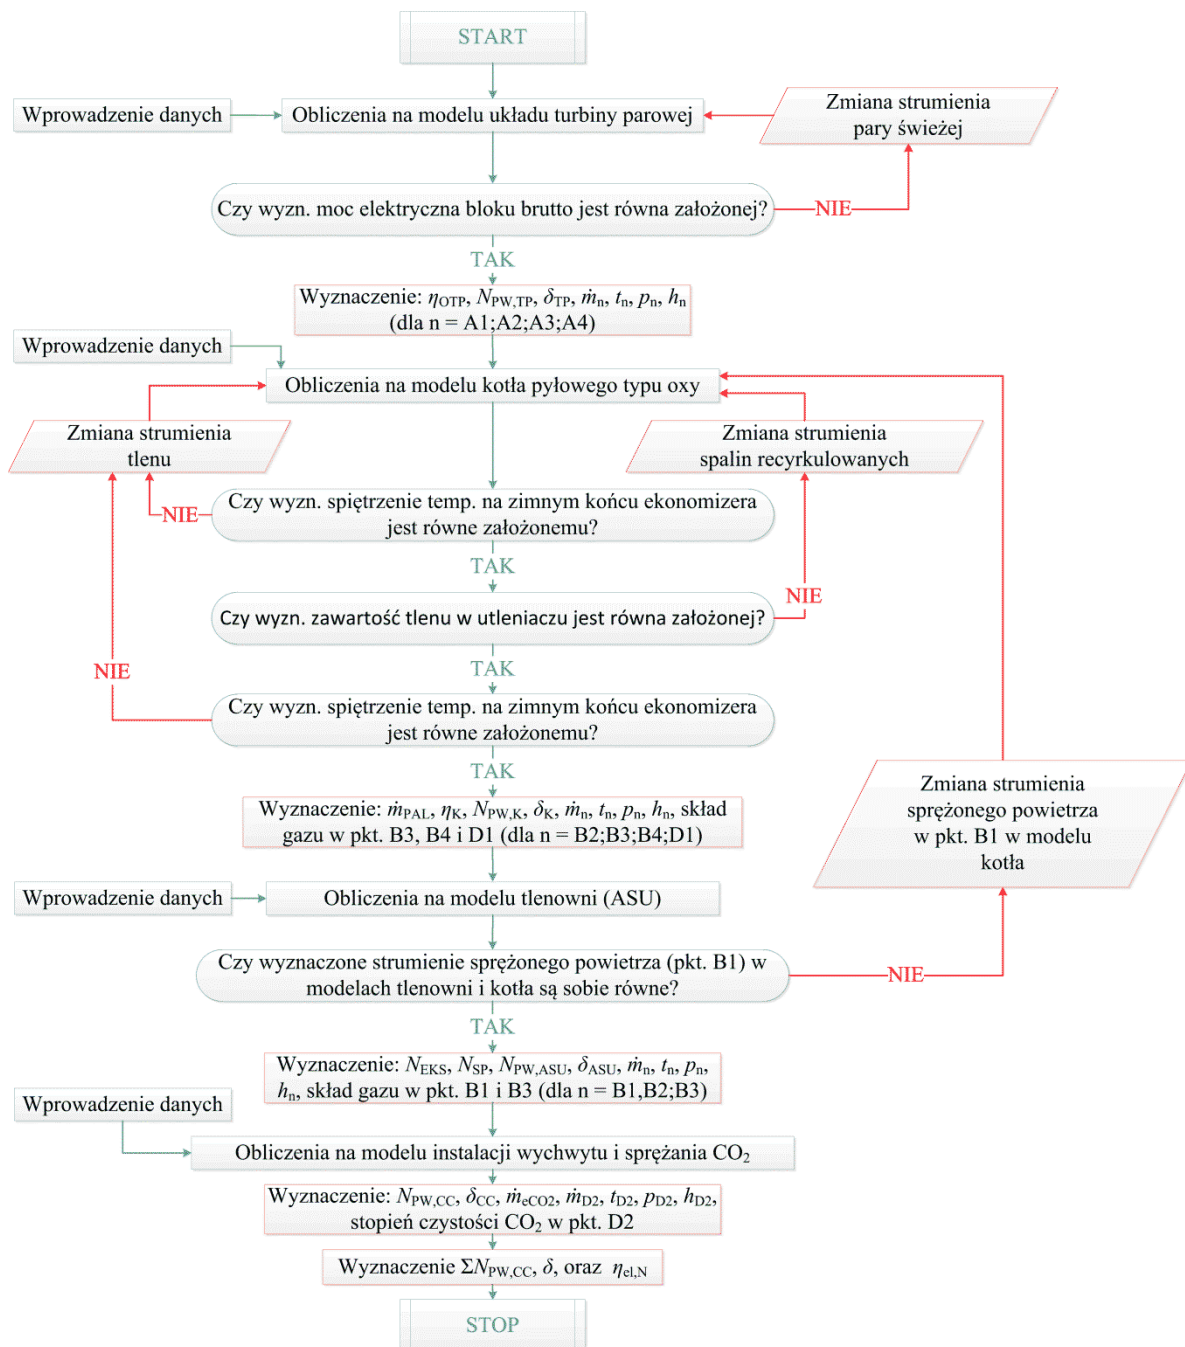 START
Wprowadzenie danych
Obliczenia na modelu układu turbiny parowej
Zmiana strumienia
pary świeżej
Czy wyzn. moc elektryczna bloku brutto jest równa założonej?
NIE
TAK
Wyznaczenie: ηOTP, NPW,TP, δTP, ṁn, tn, pn, hn
(dla n = A1;A2;A3;A4)
Wprowadzenie danych
Obliczenia na modelu kotła pyłowego typu oxy
Zmiana strumienia
tlenu
Zmiana strumienia
spalin recyrkulowanych
Czy wyzn. spiętrzenie temp. na zimnym końcu ekonomizera
jest równe założonemu?
NIE
TAK
Czy wyzn. zawartość tlenu w utleniaczu jest równa założonej?
NIE
TAK
NIE
Czy wyzn. spiętrzenie temp. na zimnym końcu ekonomizera
jest równe założonemu?
TAK
Zmiana strumienia
sprężonego powietrza
w pkt. B1 w modelu
kotła
Wyznaczenie: ṁPAL, ηK, NPW,K, δK, ṁn, tn, pn, hn, skład
gazu w pkt. B3, B4 i D1 (dla n = B2;B3;B4;D1)
Wprowadzenie danych
Obliczenia na modelu tlenowni (ASU)
Czy wyznaczone strumienie sprężonego powietrza (pkt. B1) w
modelach tlenowni i kotła są sobie równe?
NIE
TAK
Wyznaczenie: NEKS, NSP, NPW,ASU, δASU, ṁn, tn, pn,
hn, skład gazu w pkt. B1 i B3 (dla n = B1,B2;B3)
Wprowadzenie danych
Obliczenia na modelu instalacji wychwytu i sprężania CO2
Wyznaczenie: NPW,CC, δCC, ṁeCO2, ṁD2, tD2, pD2, hD2,
stopień czystości CO2 w pkt. D2
Wyznaczenie ΣNPW,CC, δ, oraz ηel,N
STOP